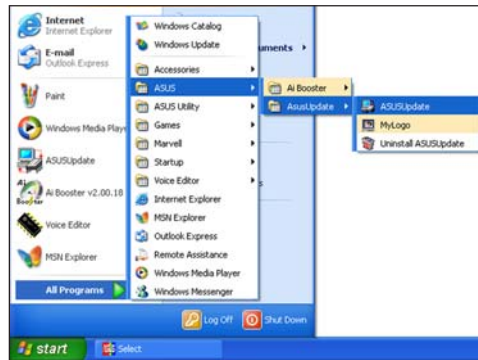 Internet
Internet Explorer
E-mail
Outlook Express
Paint
Windows Media Playe
ASUSUpdate
Ai Booster v2.00.18
Voice Editor
MSN Explorer
All Programs
Windows Catalog
Windows Update
Accessories
ASUS
ASUS Utility
Games
Marvell
Startup
Voice Editor
Internet Explorer
MSN Explorer
Outlook Express
Remote Assistance
Windows Media Player
Windows Messenger
uments
s
Ai Booster
AsusUpdate
ASUSUpdate
MyLogo
Uninstall ASUSUpdate
Log Off
Shut Down
start
Select